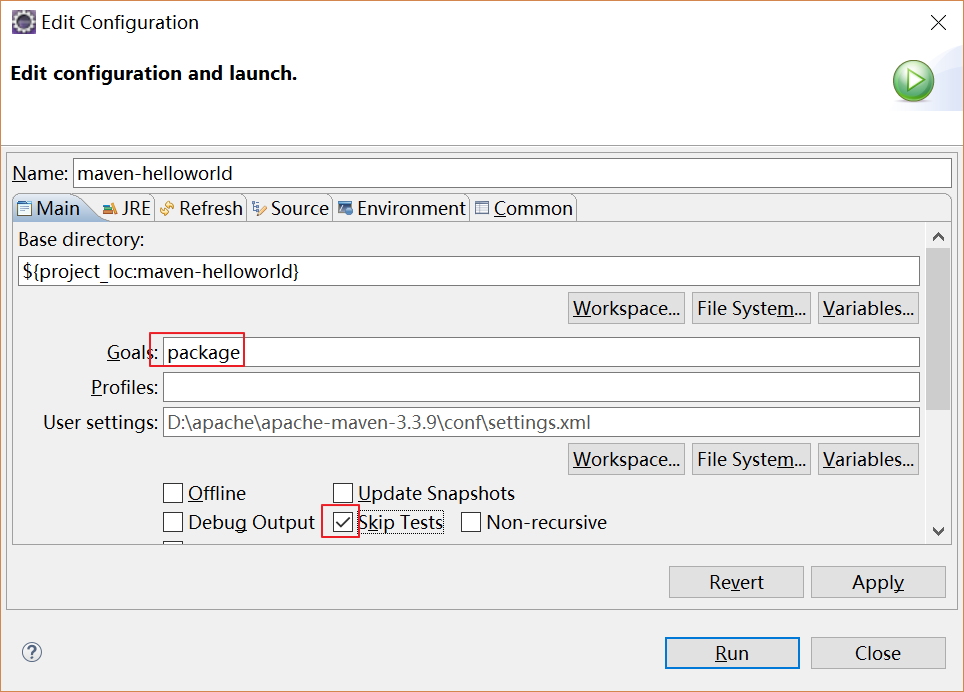 Edit Configuration
Edit configuration and launch.
Name: maven-helloworld
Main JRE Refresh Source Environment Common
Base directory:
${project_loc:maven-helloworld}
Workspace... File System... Variables...
Goals: package
Profiles:
User settings: D:\apache\apache-maven-3.3.9\conf\settings.xml
Workspace... File System... Variables...
Offline Update Snapshots
Debug Output Skip Tests Non-recursive
Revert Apply
? Run Close